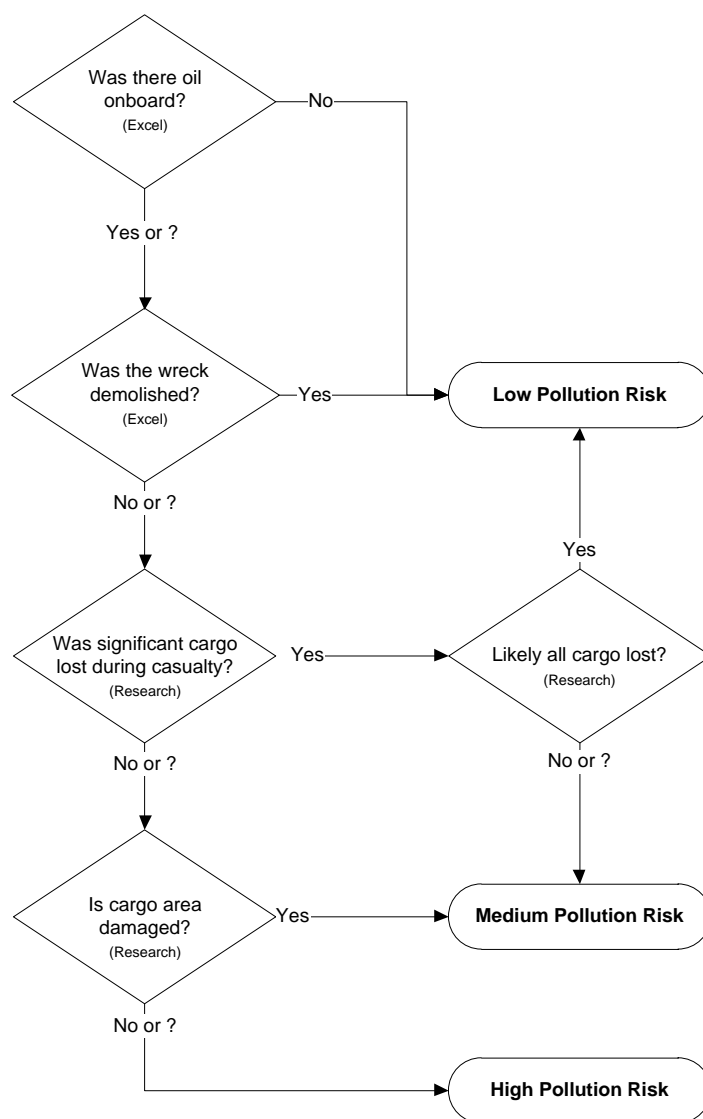 Was there oil
onboard?
(Excel)
No
Yes or ?
Was the wreck
demolished?
(Excel)
Yes
Low Pollution Risk
No or ?
Yes
Was significant cargo
lost during casualty?
(Research)
Yes
Likely all cargo lost?
(Research)
No or ?
No or ?
Is cargo area
damaged?
(Research)
Yes
Medium Pollution Risk
No or ?
High Pollution Risk